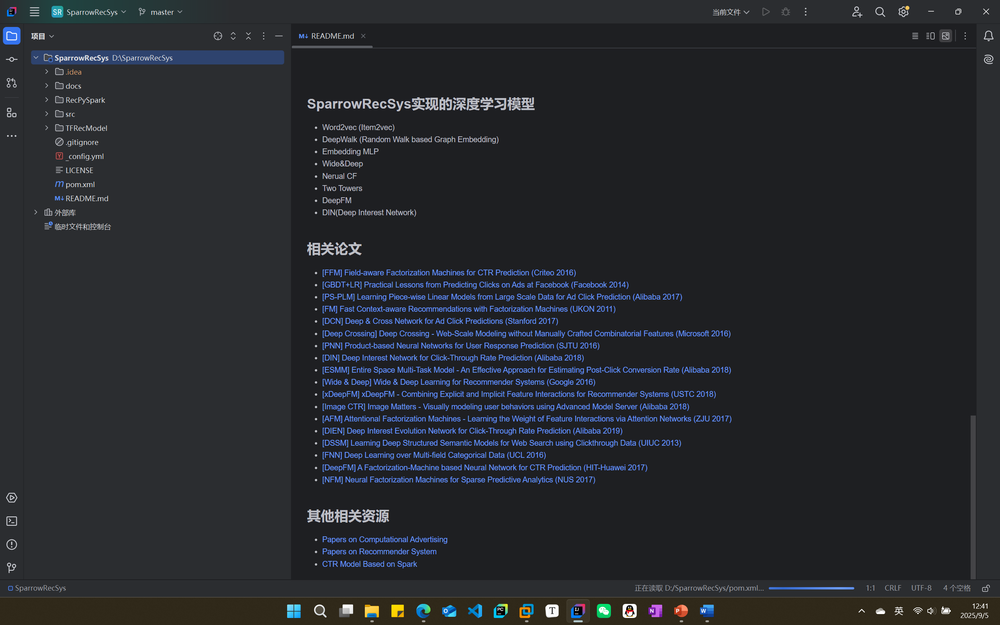 SR SparrowRecSys master 当前文件
项目
README.md
SparrowRecSys D:\SparrowRecSys
.idea
docs
RecPySpark
src
TFRecModel
.gitignore
_config.yml
LICENSE
pom.xml
README.md
外部库
临时文件和控制台
SparrowRecSys实现的深度学习模型
Word2vec (Item2vec)
DeepWalk (Random Walk based Graph Embedding)
Embedding MLP
Wide&Deep
Nerual CF
Two Towers
DeepFM
DIN(Deep Interest Network)
相关论文
[FFM] Field-aware Factorization Machines for CTR Prediction (Criteo 2016)
[GBDT+LR] Practical Lessons from Predicting Clicks on Ads at Facebook (Facebook 2014)
[PS-PLM] Learning Piece-wise Linear Models from Large Scale Data for Ad Click Prediction (Alibaba 2017)
[FM] Fast Context-aware Recommendations with Factorization Machines (UKON 2011)
[DCN] Deep & Cross Network for Ad Click Predictions (Stanford 2017)
[Deep Crossing] Deep Crossing - Web-Scale Modeling without Manually Crafted Combinatorial Features (Microsoft 2016)
[PNN] Product-based Neural Networks for User Response Prediction (SJTU 2016)
[DIN] Deep Interest Network for Click-Through Rate Prediction (Alibaba 2018)
[ESMM] Entire Space Multi-Task Model - An Effective Approach for Estimating Post-Click Conversion Rate (Alibaba 2018)
[Wide & Deep] Wide & Deep Learning for Recommender Systems (Google 2016)
[xDeepFM] xDeepFM - Combining Explicit and Implicit Feature Interactions for Recommender Systems (USTC 2018)
[Image CTR] Image Matters - Visually modeling user behaviors using Advanced Model Server (Alibaba 2018)
[AFM] Attentional Factorization Machines - Learning the Weight of Feature Interactions via Attention Networks (ZJU 2017)
[DIEN] Deep Interest Evolution Network for Click-Through Rate Prediction (Alibaba 2019)
[DSSM] Learning Deep Structured Semantic Models for Web Search using Clickthrough Data (UIUC 2013)
[FNN] Deep Learning over Multi-field Categorical Data (UCL 2016)
[DeepFM] A Factorization-Machine based Neural Network for CTR Prediction (HIT-Huawei 2017)
[NFM] Neural Factorization Machines for Sparse Predictive Analytics (NUS 2017)
其他相关资源
Papers on Computational Advertising
Papers on Recommender System
CTR Model Based on Spark
SparrowRecSys 正在读取 D:/SparrowRecSys/pom.xml... 1:1 CRLF UTF-8 4 个空格
英 12:41
2025/9/5